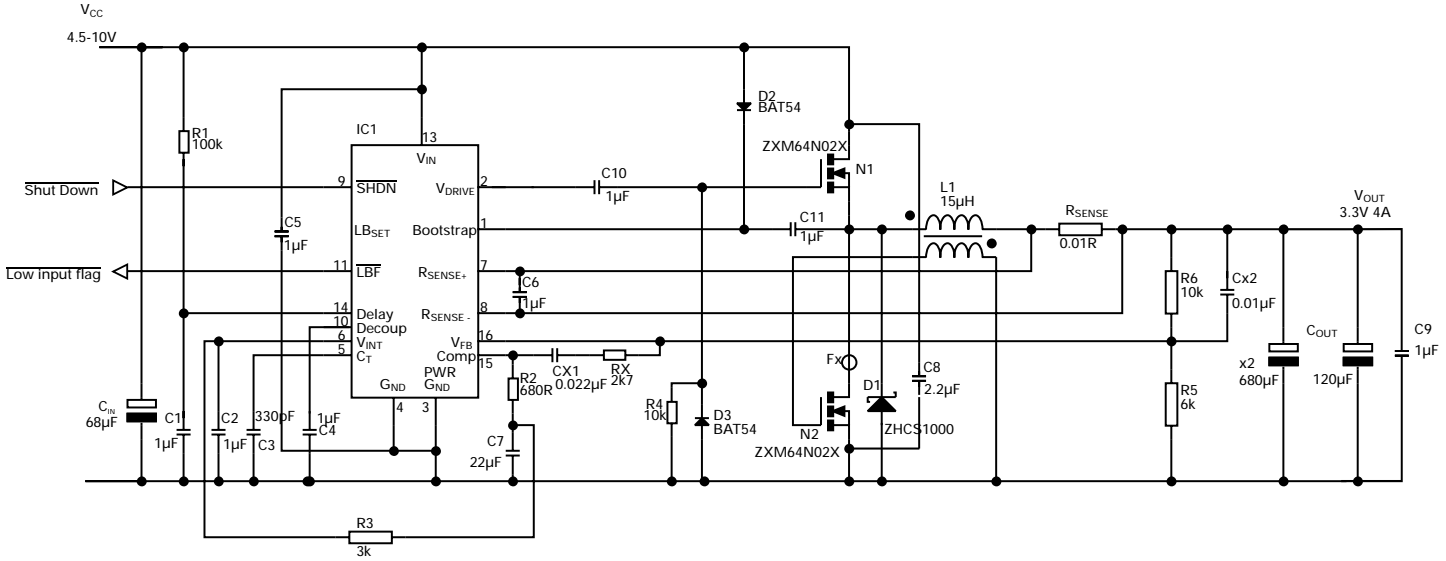 VCC
4.5-10V
D2
BAT54
R1
100k
IC1
13
VIN
ZXM64N02X
N1
Shut Down
9
SHDN
VDRIVE
2
C10
1µF
L1
15µH
RSENSE
0.01R
VOUT
3.3V 4A
C5
1µF
LBSET
Bootstrap
1
C11
1µF
Low input flag
11
LBF
RSENSE+
7
C6
1µF
R6
10k
Cx2
0.01µF
14
Delay
RSENSE -
8
10
Decoup
6
VINT
VFB
16
5
CT
Comp
15
PWR
GND
GND
4
3
CX1
0.022µF
RX
2k7
R2
680R
Fx
D1
C8
2.2µF
COUT
x2
680µF
120µF
C9
1µF
CIN
68µF
C1
1µF
C2
1µF
330pF
C3
1µF
C4
R4
10k
D3
BAT54
R5
6k
N2
ZXM64N02X
ZHCS1000
C7
22µF
R3
3k